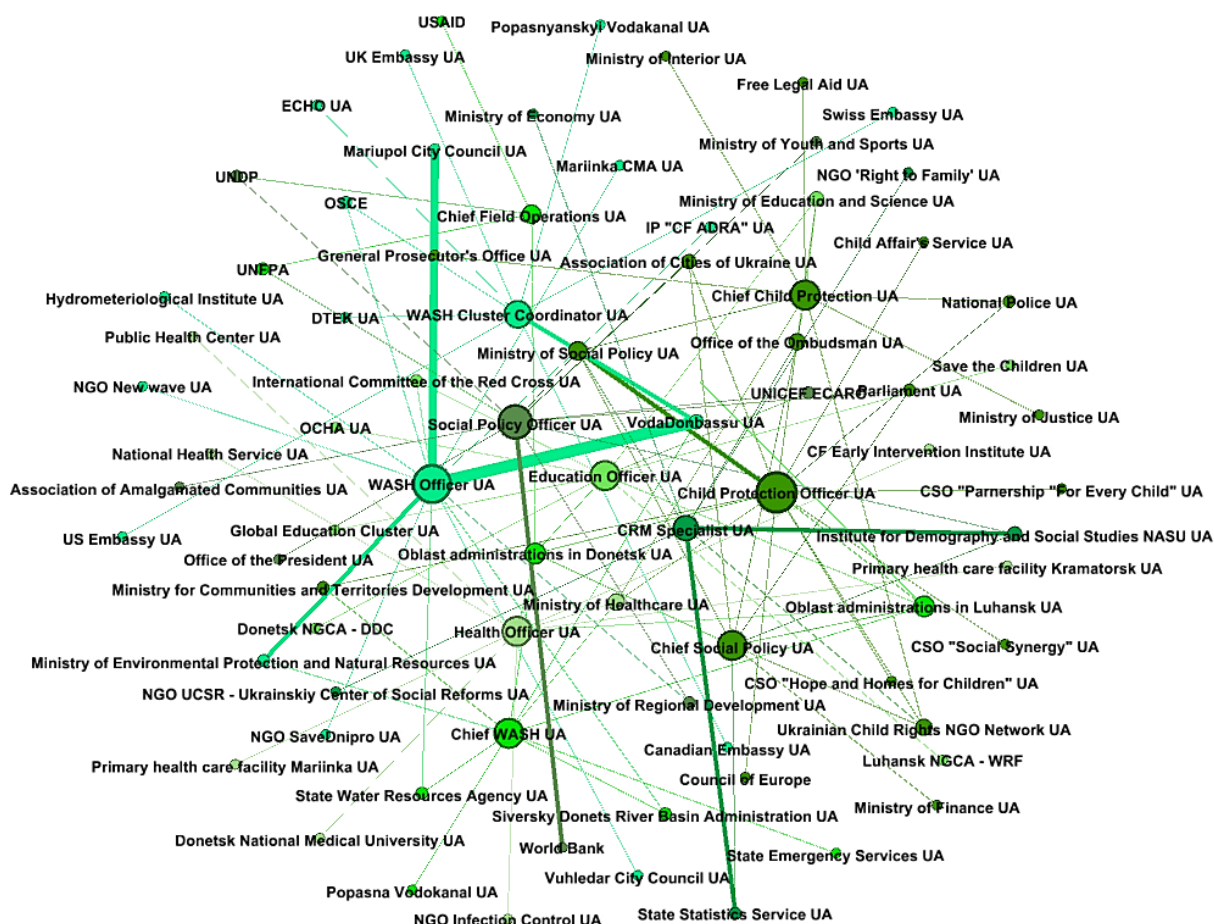 USAID
Popasnyanskyi Vodakanal UA
UK Embassy UA
Ministry of Interior UA
Free Legal Aid UA
ECHO UA
Ministry of Economy UA
Swiss Embassy UA
Mariupol City Council UA
Ministry of Youth and Sports UA
Mariinka CMA UA
UNDP
NGO 'Right to Family' UA
OSCE
Ministry of Education and Science UA
Chief Field Operations UA
IP "CF ADRA" UA
Child Affair's Service UA
Greneral Prosecutor's Office UA
Association of Cities of Ukraine UA
UNFPA
Chief Child Protection UA
Hydrometeriological Institute UA
National Police UA
DTEK UA
WASH Cluster Coordinator UA
Public Health Center UA
Office of the Ombudsman UA
Ministry of Social Policy UA
Save the Children UA
International Committee of the Red Cross UA
NGO New wave UA
UNICEF ECARO
Parliament UA
Ministry of Justice UA
Social Policy Officer UA
VodaDonbassu UA
OCHA UA
CF Early Intervention Institute UA
National Health Service UA
Education Officer UA
WASH Officer UA
Association of Amalgamated Communities UA
Child Protection Officer UA
CSO "Parnership "For Every Child" UA
Global Education Cluster UA
CRM Specialist UA
US Embassy UA
Institute for Demography and Social Studies NASU UA
Office of the President UA
Oblast administrations in Donetsk UA
Primary health care facility Kramatorsk UA
Ministry for Communities and Territories Development UA
Ministry of Healthcare UA
Oblast administrations in Luhansk UA
Donetsk NGCA - DDC
Health Officer UA
Chief Social Policy UA
CSO "Social Synergy" UA
Ministry of Environmental Protection and Natural Resources UA
CSO "Hope and Homes for Children" UA
NGO UCSR - Ukrainskiy Center of Social Reforms UA
Ministry of Regional Development UA
Ukrainian Child Rights NGO Network UA
NGO SaveDnipro UA
Chief WASH UA
Canadian Embassy UA
Luhansk NGCA - WRF
Primary health care facility Mariinka UA
Council of Europe
State Water Resources Agency UA
Ministry of Finance UA
Siversky Donets River Basin Administration UA
Donetsk National Medical University UA
World Bank
State Emergency Services UA
Vuhledar City Council UA
Popasna Vodokanal UA
State Statistics Service UA
NGO Infection Control UA